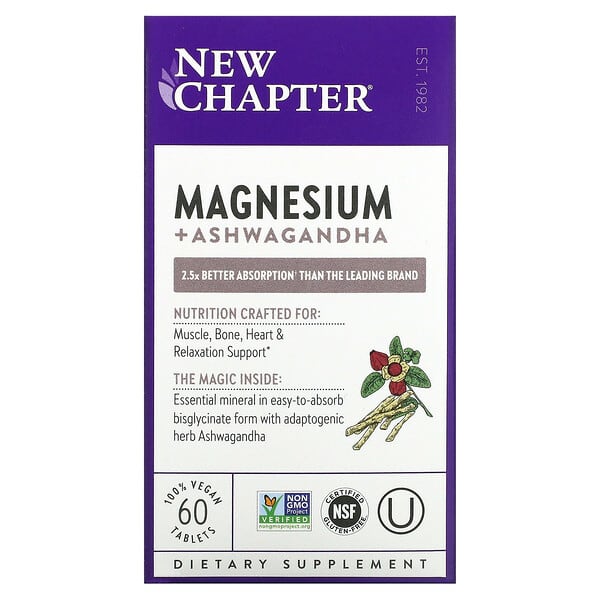 NEW
CHAPTER®
EST. 1982
MAGNESIUM
+ASHWAGANDHA
2.5x BETTER ABSORPTION† THAN THE LEADING BRAND
NUTRITION CRAFTED FOR:
Muscle, Bone, Heart &
Relaxation Support*
THE MAGIC INSIDE:
Essential mineral in easy-to-absorb
bisglycinate form with adaptogenic
herb Ashwagandha
100% VEGAN
60
TABLETS
NON
GMO
Project
VERIFIED
nongmoproject.org
CERTIFIED
NSF
GLUTEN-FREE
U
DIETARY SUPPLEMENT